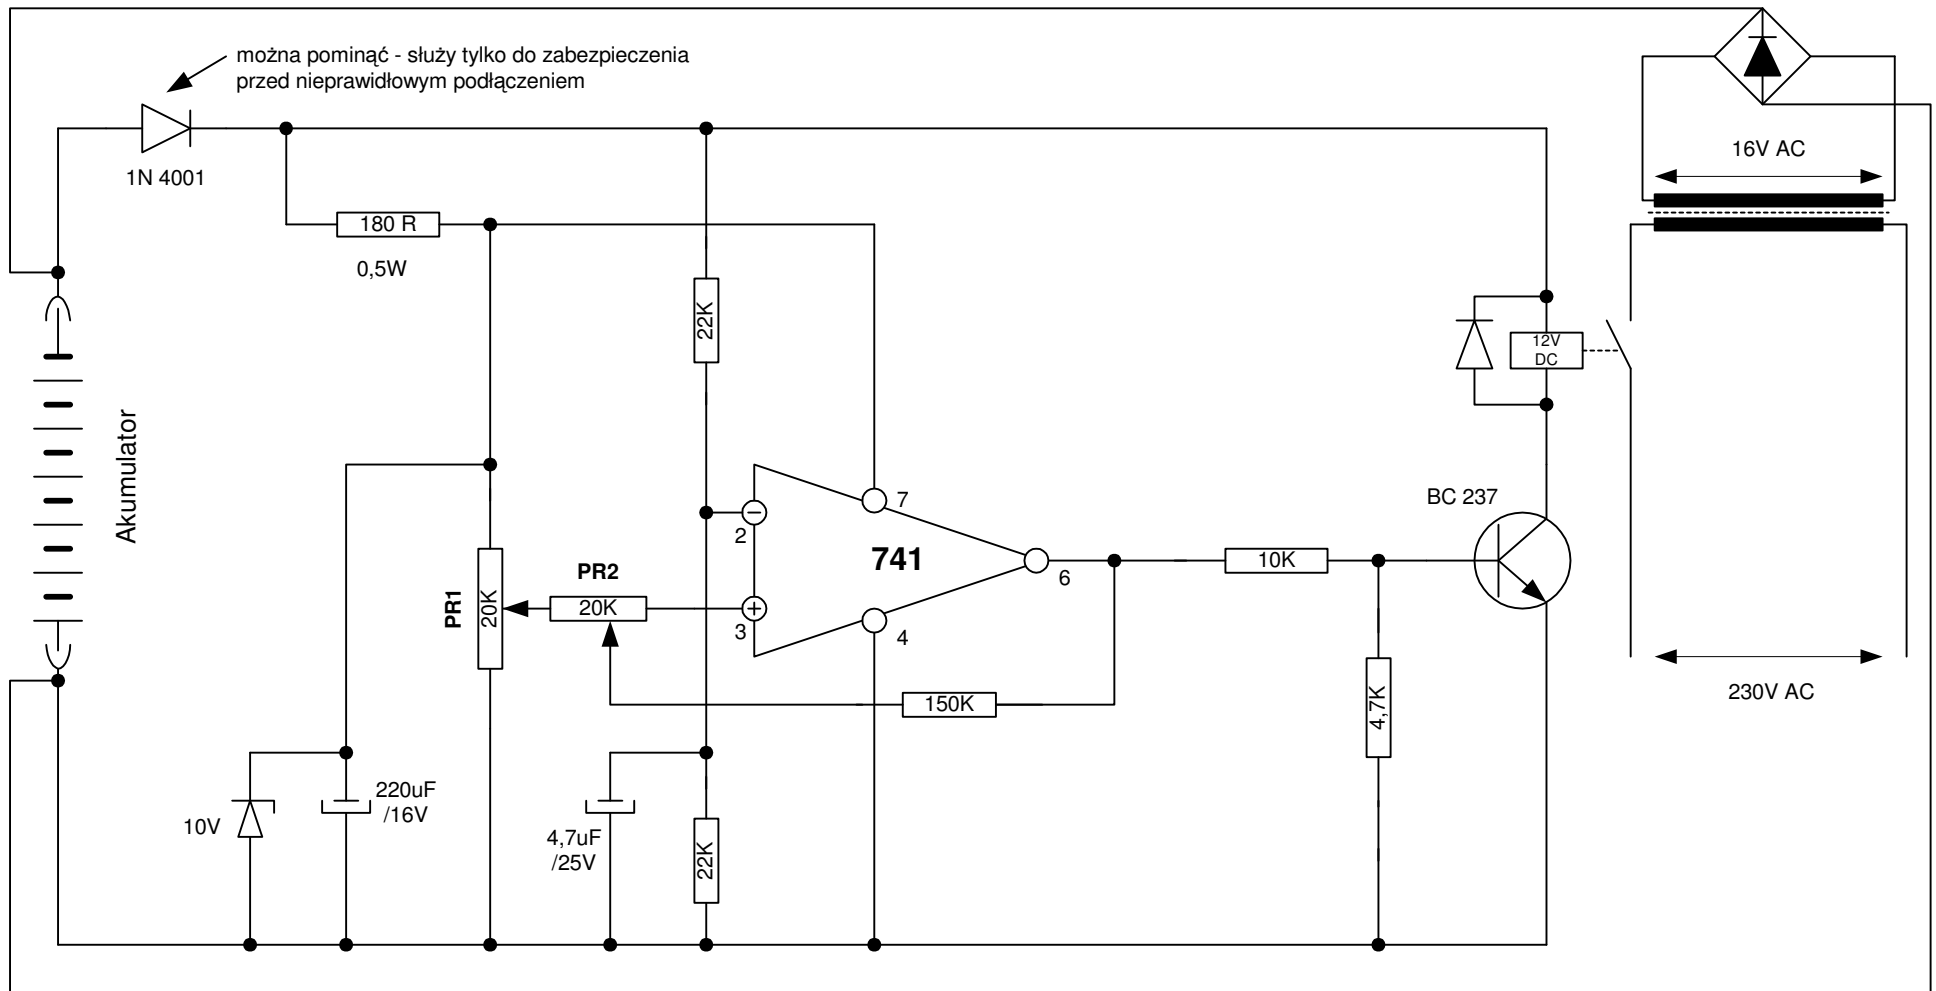 można pominąć - służy tylko do zabezpieczenia
przed nieprawidłowym podłączeniem
1N 4001
16V AC
180 R
0,5W
22K
12V
DC
Akumulator
BC 237
7
2
741
PR2
10K
6
PR1
20K
20K
3
4
150K
4,7K
230V AC
220uF
/16V
10V
4,7uF
/25V
22K